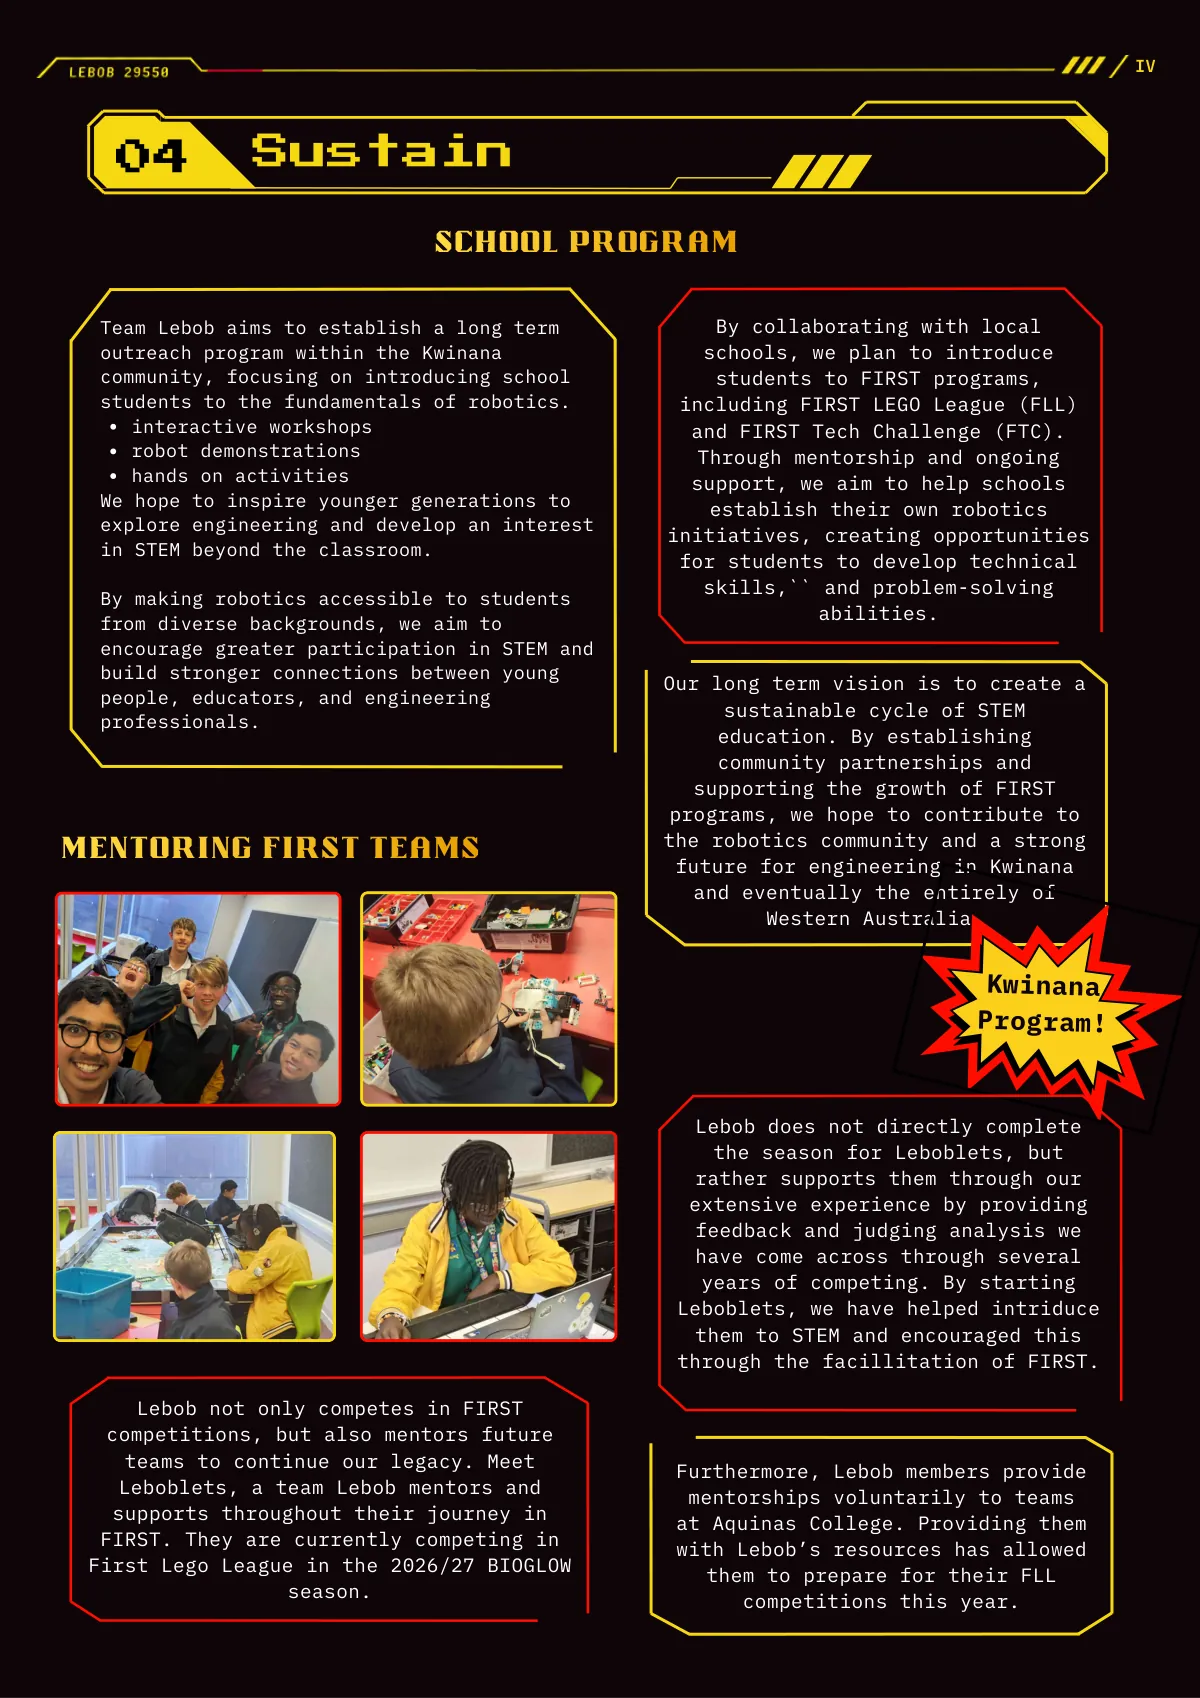 LEBOB 29550
IV
04 Sustain
SCHOOL PROGRAM
Team Lebob aims to establish a long term
outreach program within the Kwinana
community, focusing on introducing school
students to the fundamentals of robotics.
• interactive workshops
• robot demonstrations
• hands on activities
We hope to inspire younger generations to
explore engineering and develop an interest
in STEM beyond the classroom.
By making robotics accessible to students
from diverse backgrounds, we aim to
encourage greater participation in STEM and
build stronger connections between young
people, educators, and engineering
professionals.
By collaborating with local
schools, we plan to introduce
students to FIRST programs,
including FIRST LEGO League (FLL)
and FIRST Tech Challenge (FTC).
Through mentorship and ongoing
support, we aim to help schools
establish their own robotics
initiatives, creating opportunities
for students to develop technical
skills,`` and problem-solving
abilities.
Our long term vision is to create a
sustainable cycle of STEM
education. By establishing
community partnerships and
supporting the growth of FIRST
programs, we hope to contribute to
the robotics community and a strong
future for engineering in Kwinana
and eventually the entirely of
Western Australia
Kwinana
Program!
MENTORING FIRST TEAMS
Lebob not only competes in FIRST
competitions, but also mentors future
teams to continue our legacy. Meet
Leboblets, a team Lebob mentors and
supports throughout their journey in
FIRST. They are currently competing in
First Lego League in the 2026/27 BIOGLOW
season.
Lebob does not directly complete
the season for Leboblets, but
rather supports them through our
extensive experience by providing
feedback and judging analysis we
have come across through several
years of competing. By starting
Leboblets, we have helped intriduce
them to STEM and encouraged this
through the facillitation of FIRST.
Furthermore, Lebob members provide
mentorships voluntarily to teams
at Aquinas College. Providing them
with Lebob’s resources has allowed
them to prepare for their FLL
competitions this year.